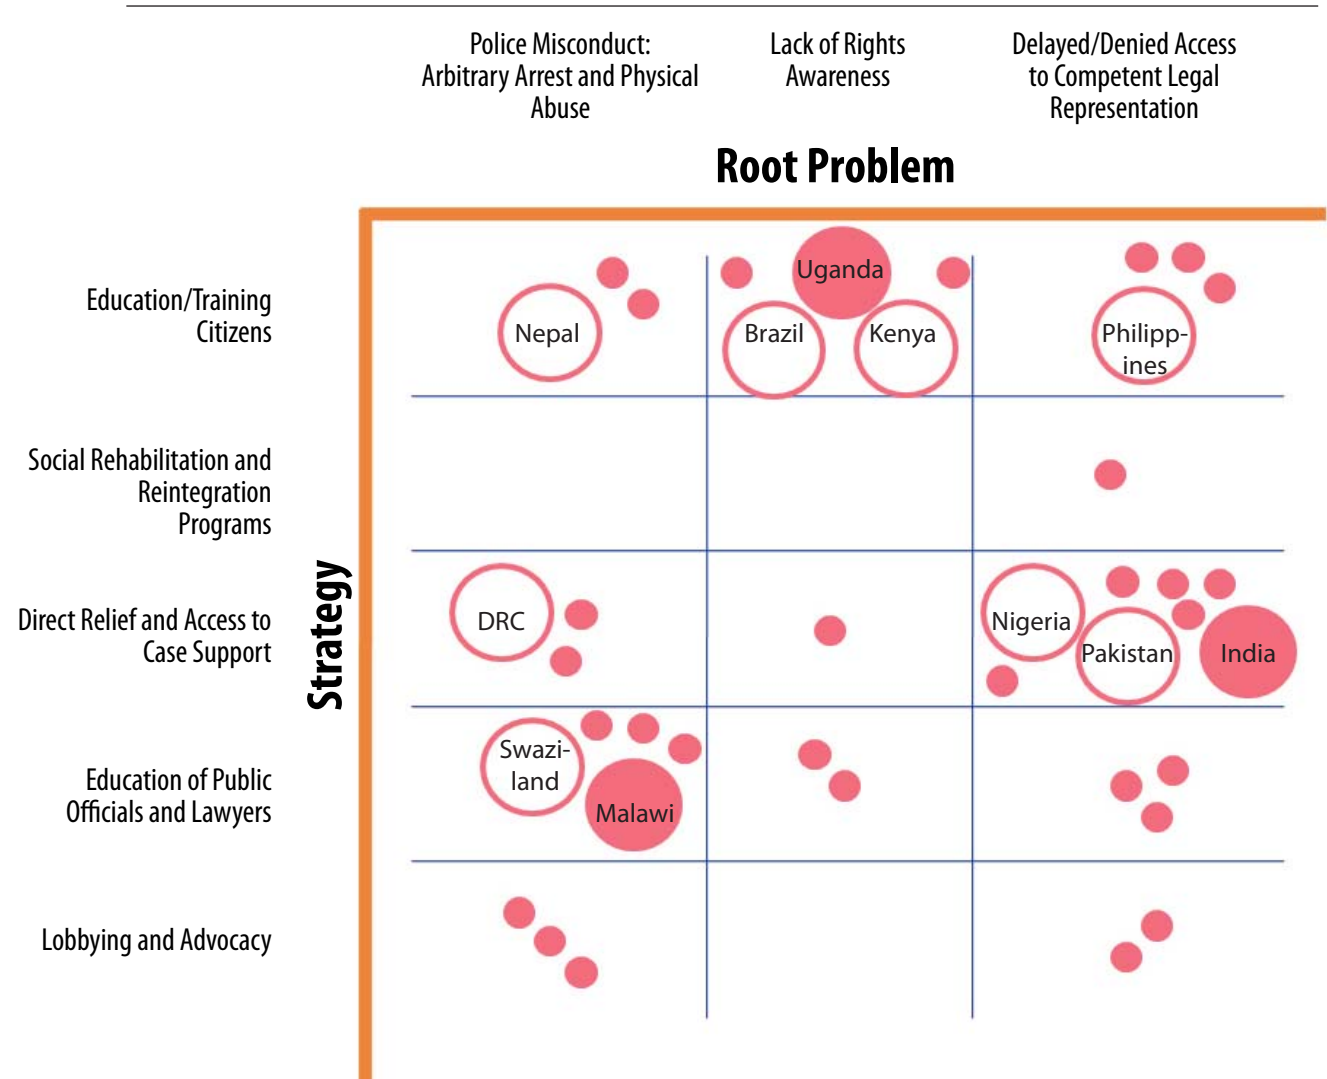 Police Misconduct:
Arbitrary Arrest and Physical
Abuse
Lack of Rights
Awareness
Delayed/Denied Access
to Competent Legal
Representation
Root Problem
Strategy
Education/Training
Citizens
Nepal
Uganda
Brazil
Kenya
Philipp-
ines
Social Rehabilitation and
Reintegration
Programs
Direct Relief and Access to
Case Support
DRC
Nigeria
Pakistan
India
Education of Public
Officials and Lawyers
Swazi-
land
Malawi
Lobbying and Advocacy